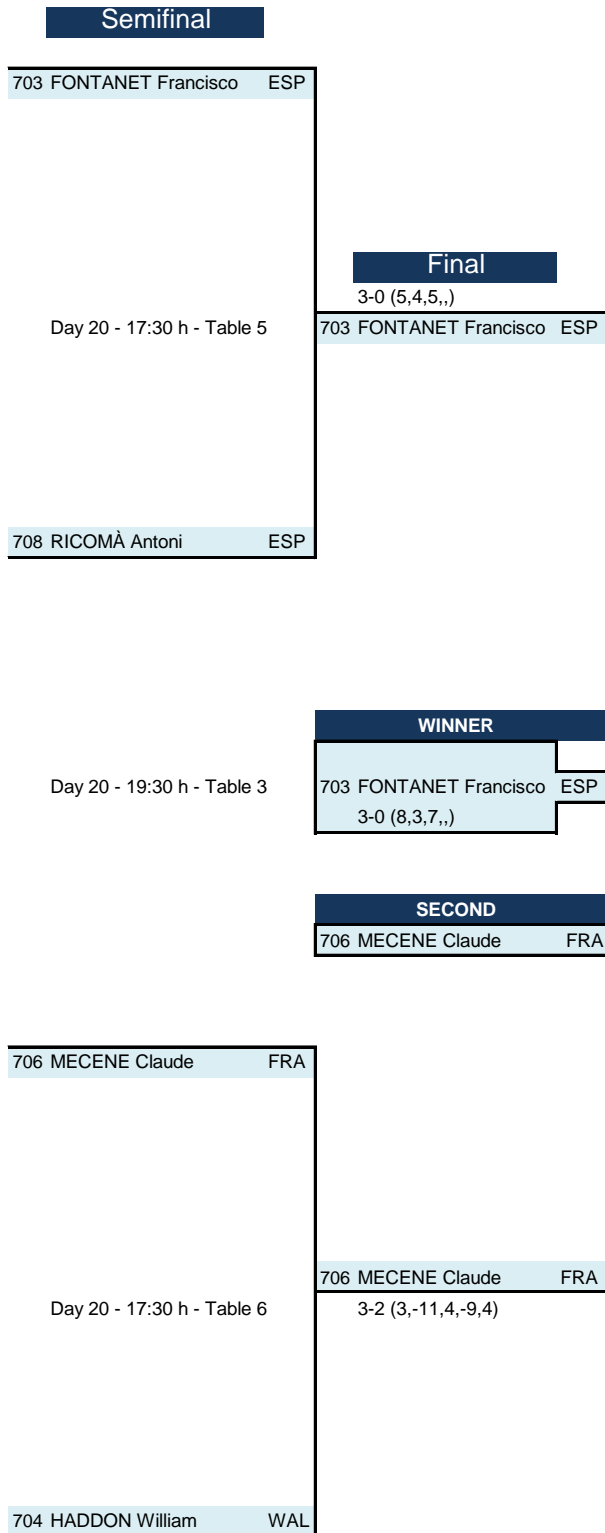 Semifinal
703 FONTANET Francisco ESP
Final
3-0 (5,4,5,,)
Day 20 - 17:30 h - Table 5 703 FONTANET Francisco ESP
708 RICOMÀ Antoni ESP
WINNER
Day 20 - 19:30 h - Table 3 703 FONTANET Francisco ESP
3-0 (8,3,7,,)
SECOND
706 MECENE Claude FRA
706 MECENE Claude FRA
706 MECENE Claude FRA
Day 20 - 17:30 h - Table 6 3-2 (3,-11,4,-9,4)
704 HADDON William WAL